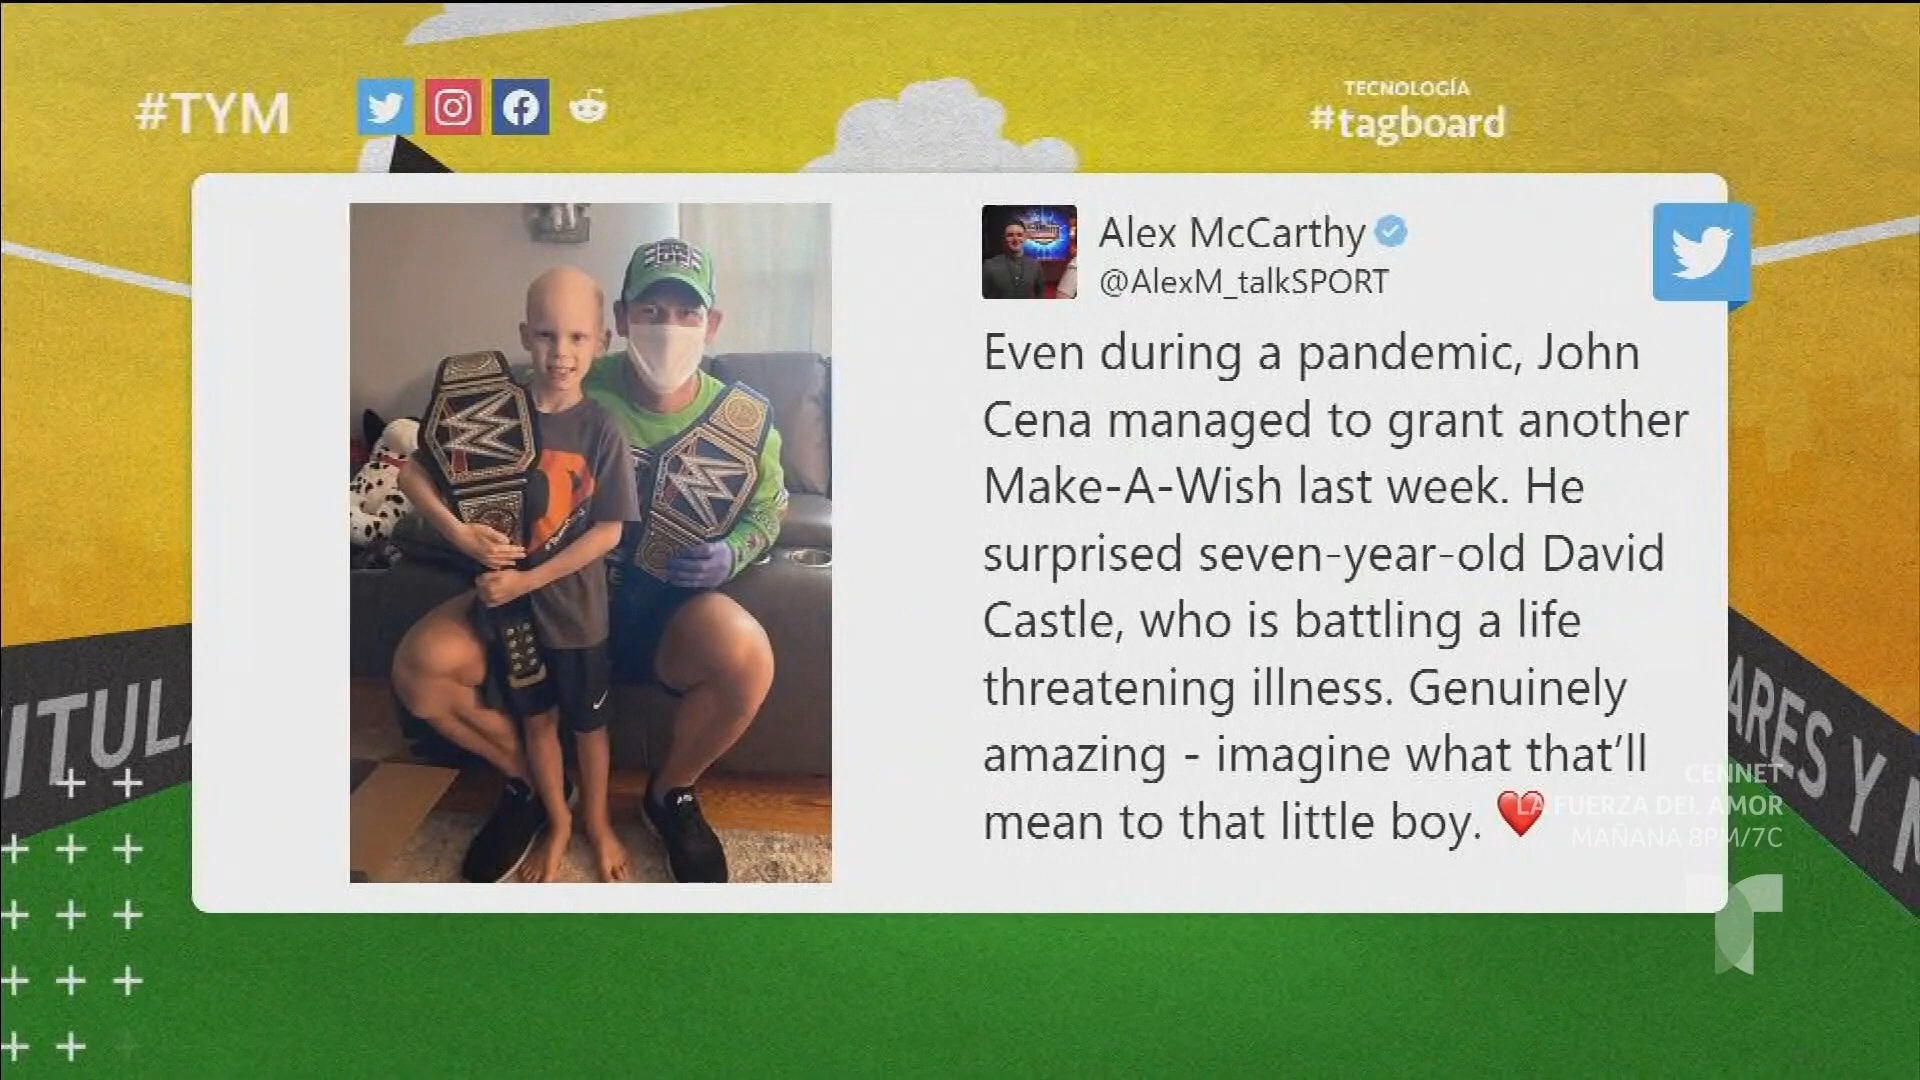 #TYM
TECNOLOGÍA
#tagboard
Alex McCarthy
@AlexM_talkSPORT
Even during a pandemic, John
Cena managed to grant another
Make-A-Wish last week. He
surprised seven-year-old David
Castle, who is battling a life
threatening illness. Genuinely
amazing - imagine what that’ll
mean to that little boy. ❤️
CENNET
LA FUERZA DEL AMOR
MAÑANA 8PM/7C